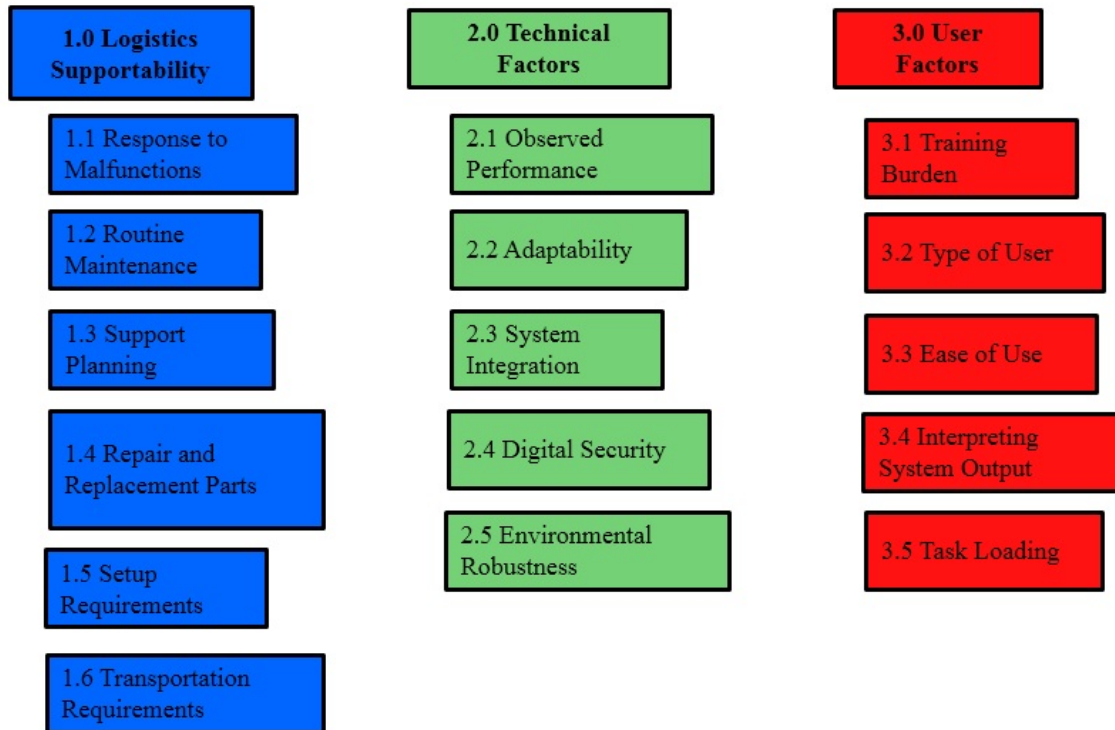 1.0 Logistics
Supportability
1.1 Response to
Malfunctions
1.2 Routine
Maintenance
1.3 Support
Planning
1.4 Repair and
Replacement Parts
1.5 Setup
Requirements
1.6 Transportation
Requirements
2.0 Technical
Factors
2.1 Observed
Performance
2.2 Adaptability
2.3 System
Integration
2.4 Digital Security
2.5 Environmental
Robustness
3.0 User
Factors
3.1 Training
Burden
3.2 Type of User
3.3 Ease of Use
3.4 Interpreting
System Output
3.5 Task Loading